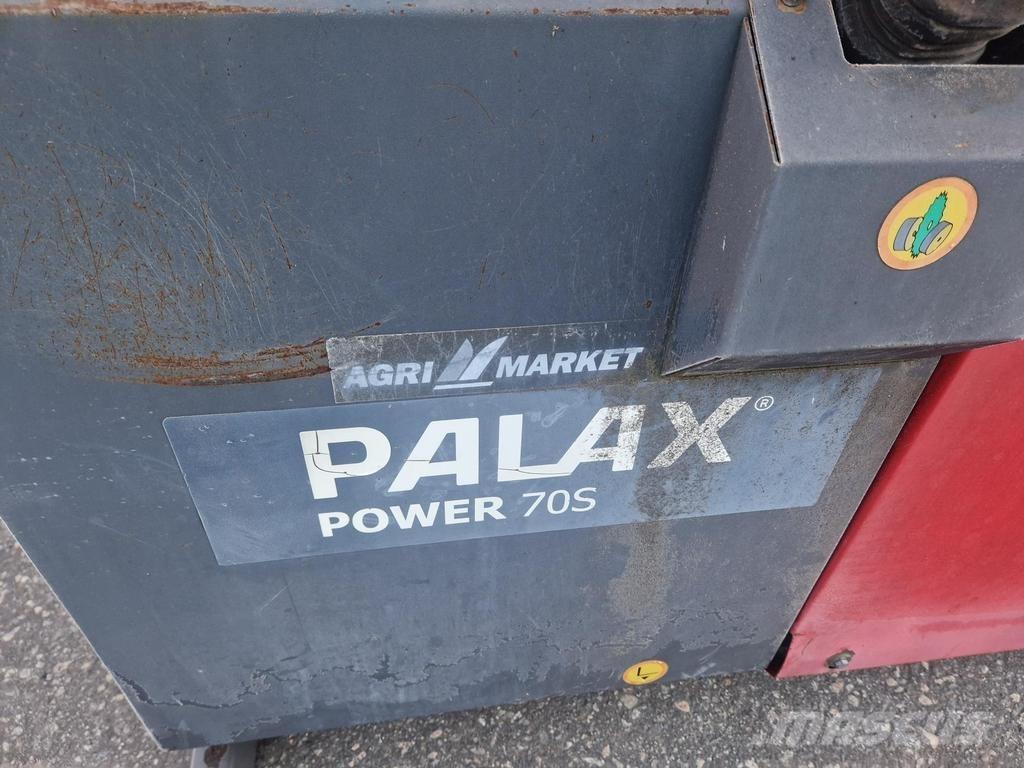 AGRI MARKET
PALAX®
POWER 70S
MASCUS